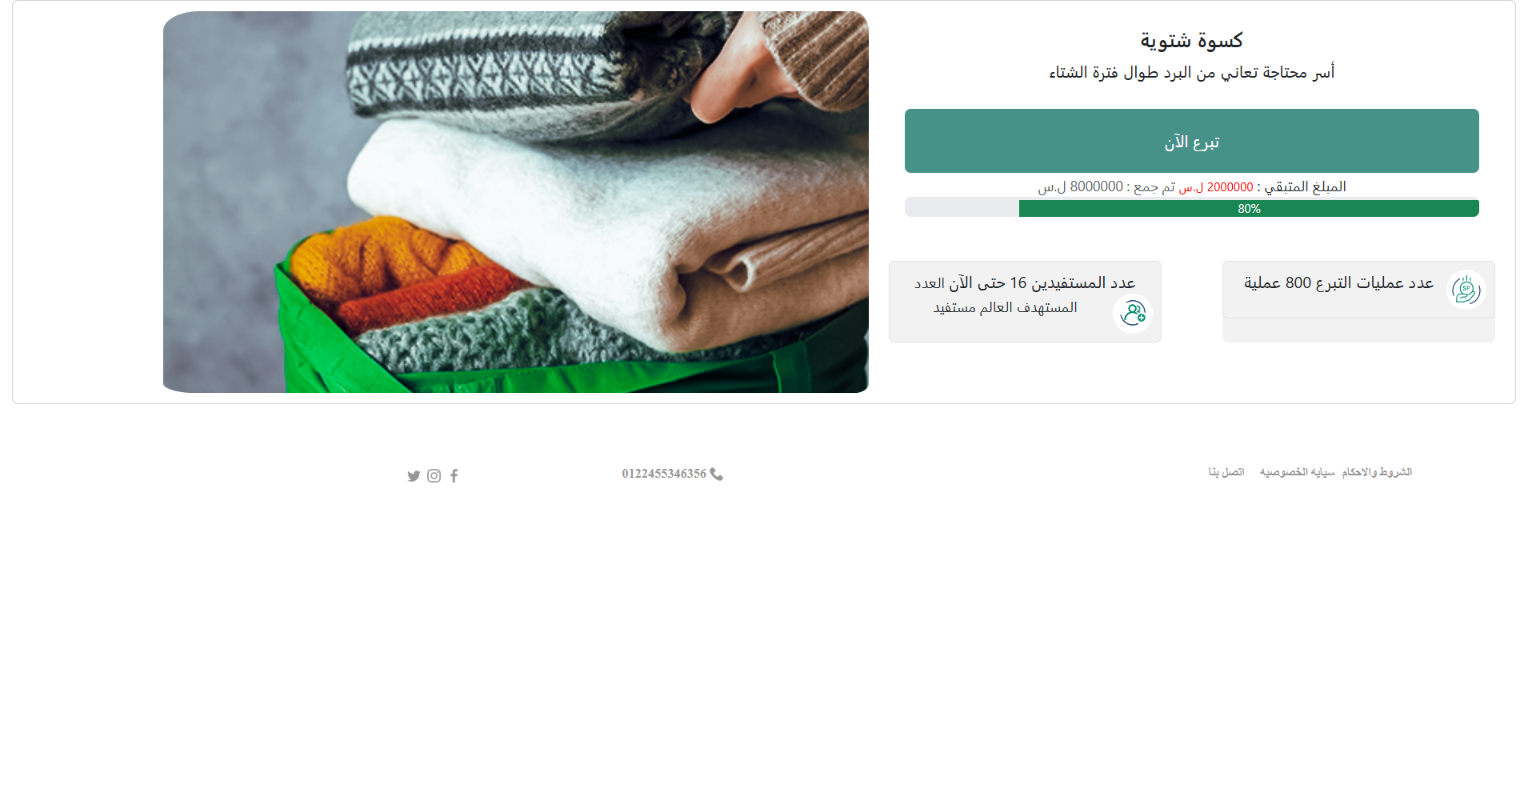 كسوة شتوية
أسر محتاجة تعاني من البرد طوال فترة الشتاء
تبرع الآن
المبلغ المتبقي : 2000000 ل.س تم جمع : 8000000 ل.س
80%
عدد عمليات التبرع 800 عملية
عدد المستفيدين 16 حتى الآن العدد
المستهدف العالم مستفيد
الشروط والاحكام سيايه الخصوصيه اتصل بنا
0122455346356